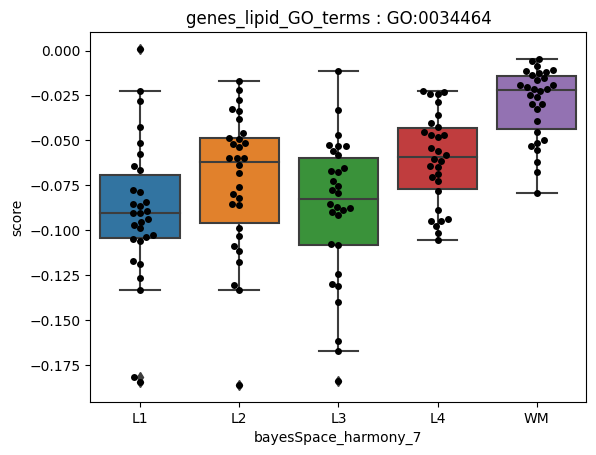 genes_lipid_GO_terms : GO:0034464
0.000
−0.025
−0.050
−0.075
−0.100
−0.125
−0.150
−0.175
score
L1 L2 L3 L4 WM
bayesSpace_harmony_7